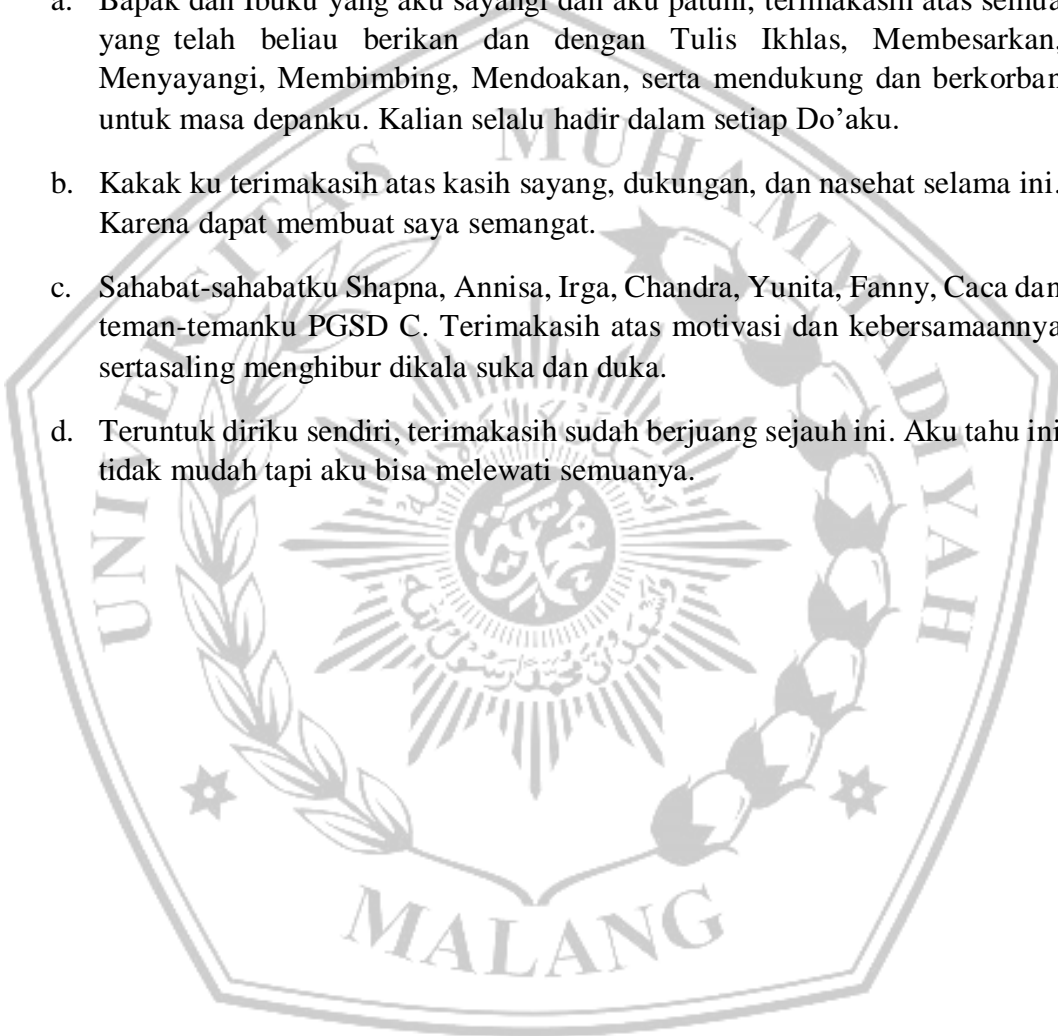 a. Bapak dan Ibuku yang aku sayangi dan aku patuhi, terimakasih atas semua
yang telah beliau berikan dan dengan Tulis Ikhlas, Membesarkan,
Menyayangi, Membimbing, Mendoakan, serta mendukung dan berkorban
untuk masa depanku. Kalian selalu hadir dalam setiap Do’aku.
b. Kakak ku terimakasih atas kasih sayang, dukungan, dan nasehat selama ini.
Karena dapat membuat saya semangat.
c. Sahabat-sahabatku Shapna, Annisa, Irga, Chandra, Yunita, Fanny, Caca dan
teman-temanku PGSD C. Terimakasih atas motivasi dan kebersamaannya
sertasaling menghibur dikala suka dan duka.
d. Teruntuk diriku sendiri, terimakasih sudah berjuang sejauh ini. Aku tahu ini
tidak mudah tapi aku bisa melewati semuanya.
UNIVERSITAS MUHAMMADIYAH
MALANG